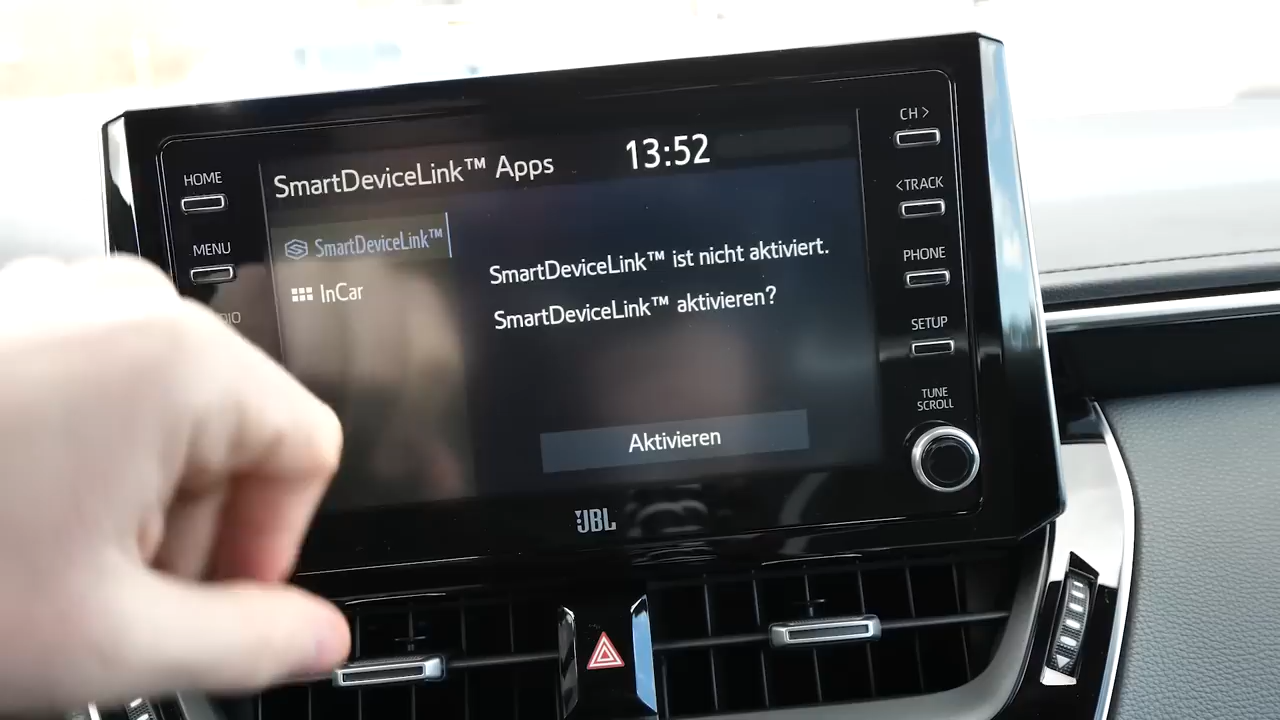 SmartDeviceLink™ Apps
13:52
HOME
MENU
SmartDeviceLink™
InCar
SmartDeviceLink™ ist nicht aktiviert.
SmartDeviceLink™ aktivieren?
Aktivieren
CH >
<TRACK
PHONE
SETUP
TUNE
SCROLL
JBL